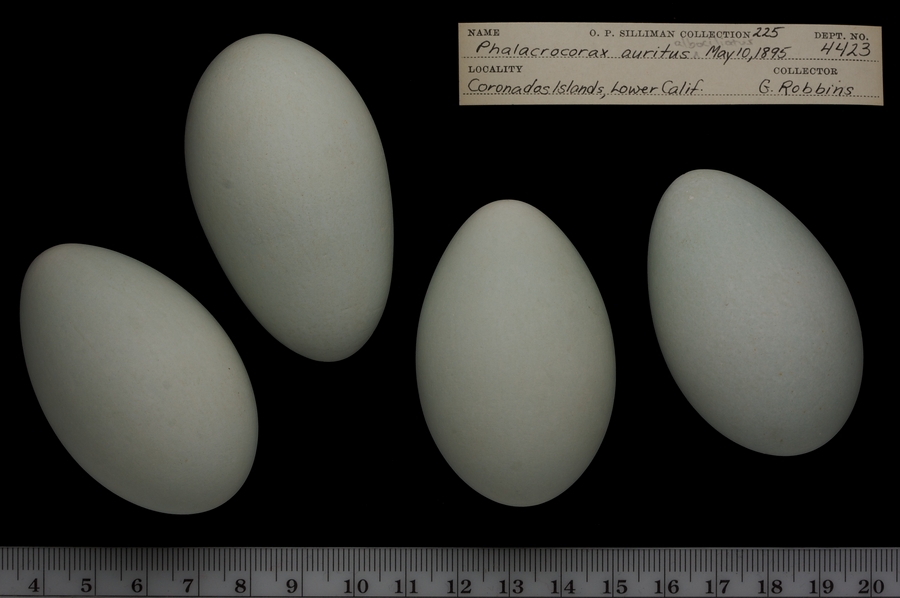 NAME O. P. SILLIMAN COLLECTION 225 DEPT. NO.
Phalacrocorax auritus May 10, 1895 4423
LOCALITY COLLECTOR
Coronadas Islands, Lower Calif. G. Robbins
4 5 6 7 8 9 10 11 12 13 14 15 16 17 18 19 20